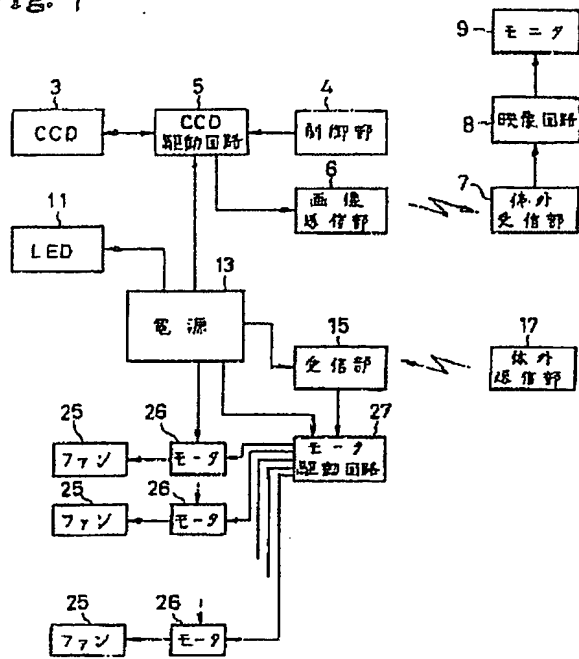 Fig. 7
9
モニタ
3
CCD
5
CCD
駆動回路
4
制御部
8
映像回路
6
画像
送信部
7
体外
受信部
11
LED
13
電源
15
受信部
17
体外
送信部
25
ファン
26
モータ
27
モータ
駆動回路
25
ファン
26
モータ
25
ファン
26
モータ